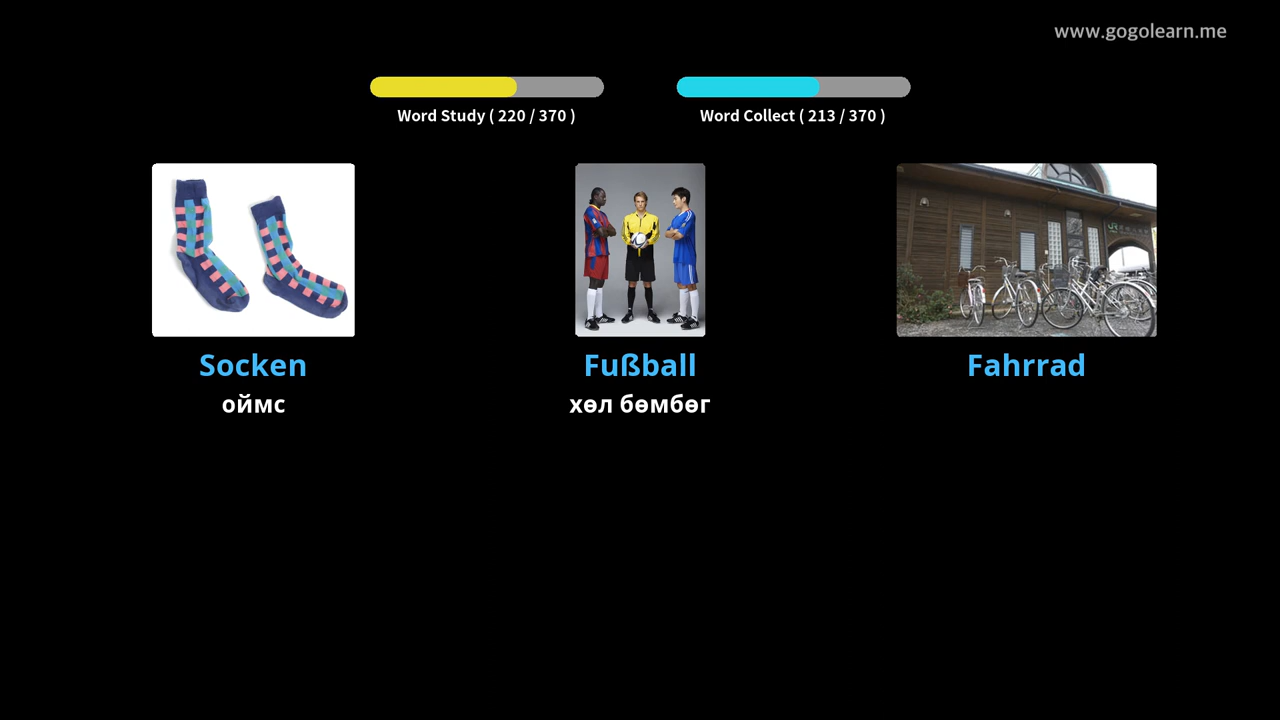 www.gogolearn.me
Word Study ( 220 / 370 )
Word Collect ( 213 / 370 )
Socken
оймс
Fußball
хөл бөмбөг
Fahrrad